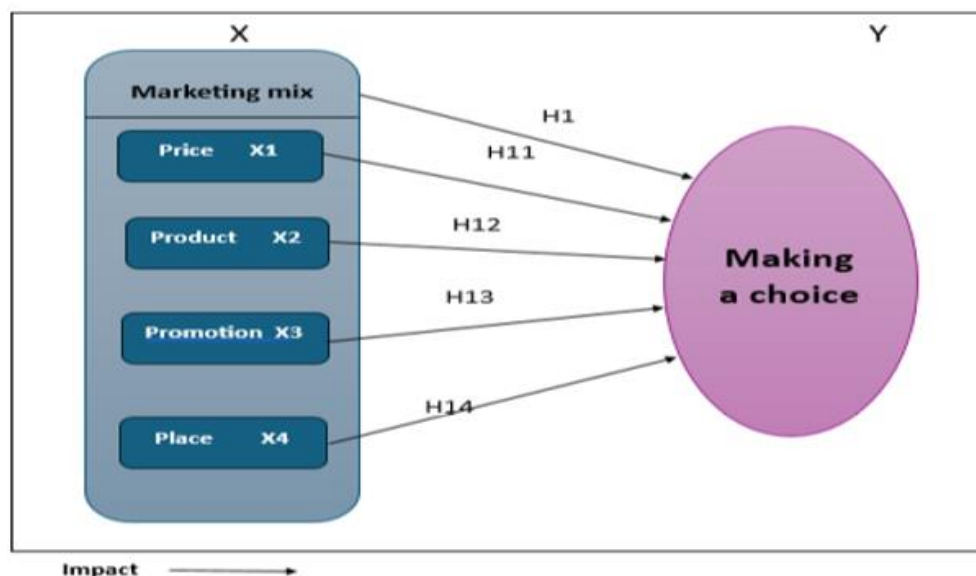 X
Y
Marketing mix
H1
Price X1
H11
Product X2
H12
Making
a choice
H13
Promotion X3
H14
Place X4
Impact